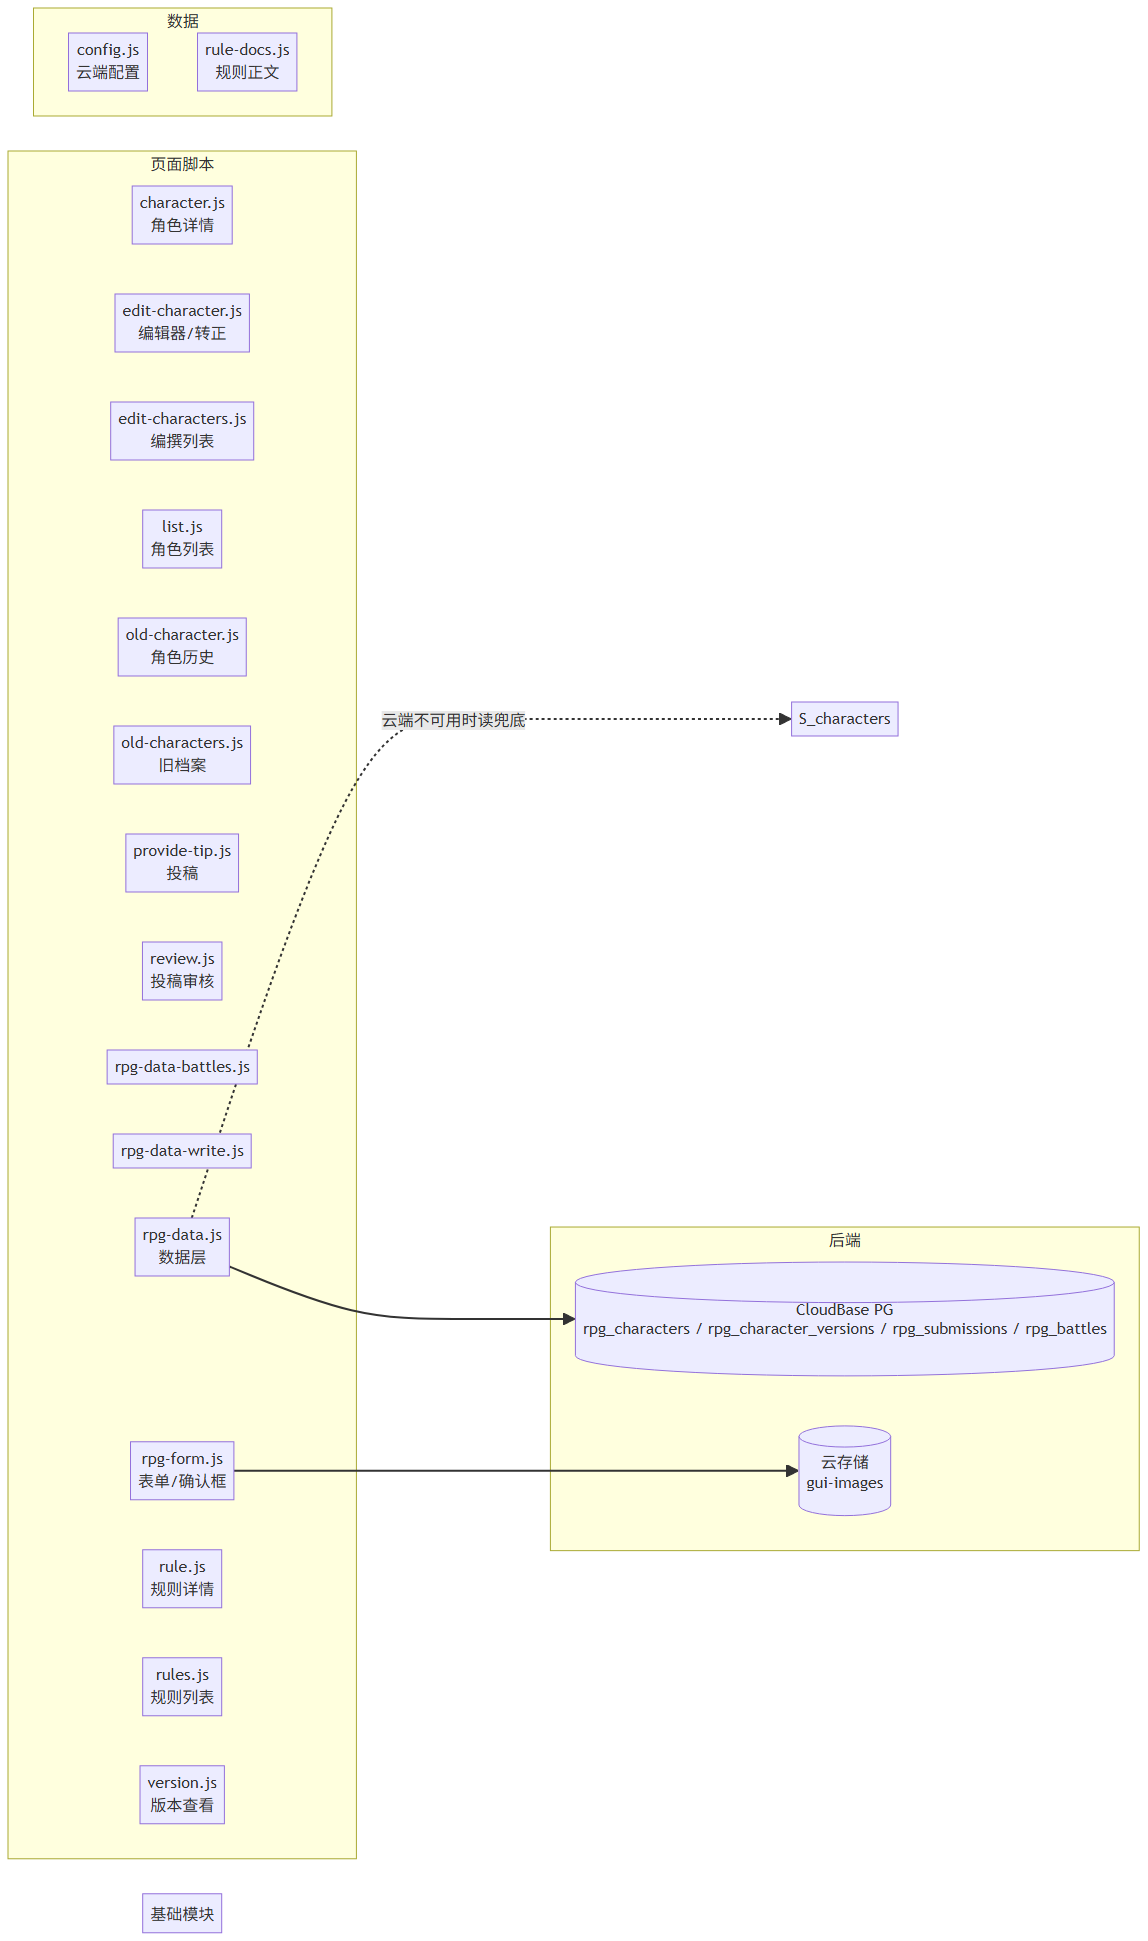 数据
config.js
云端配置
rule-docs.js
规则正文
页面脚本
character.js
角色详情
edit-character.js
编辑器/转正
edit-characters.js
编撰列表
list.js
角色列表
old-character.js
角色历史
云端不可用时读兜底
S_characters
old-characters.js
旧档案
provide-tip.js
投稿
review.js
投稿审核
rpg-data-battles.js
rpg-data-write.js
rpg-data.js
数据层
后端
CloudBase PG
rpg_characters / rpg_character_versions / rpg_submissions / rpg_battles
rpg-form.js
表单/确认框
云存储
gui-images
rule.js
规则详情
rules.js
规则列表
version.js
版本查看
基础模块